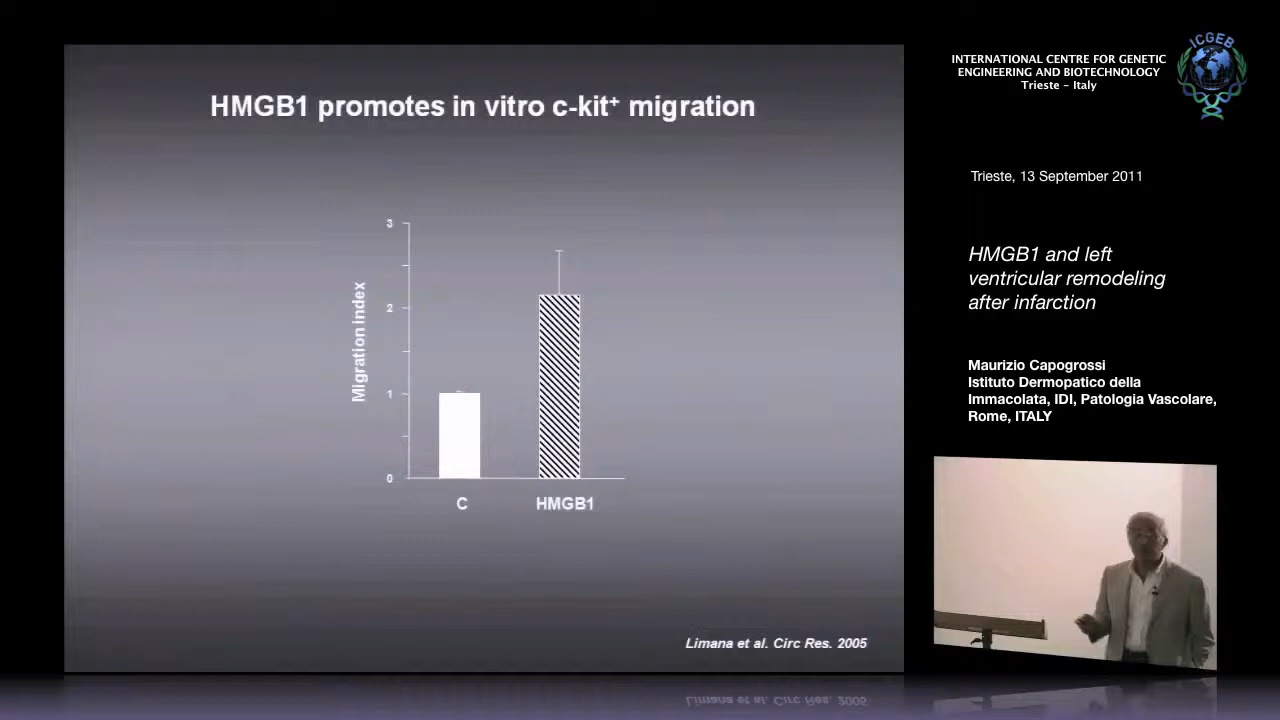 HMGB1 promotes in vitro c-kit⁺ migration
3
2
1
0
Migration index
C
HMGB1
Limana et al. Circ Res. 2005
INTERNATIONAL CENTRE FOR GENETIC
ENGINEERING AND BIOTECHNOLOGY
Trieste – Italy
ICGEB
Trieste, 13 September 2011
HMGB1 and left
ventricular remodeling
after infarction
Maurizio Capogrossi
Istituto Dermopatico della
Immacolata, IDI, Patologia Vascolare,
Rome, ITALY